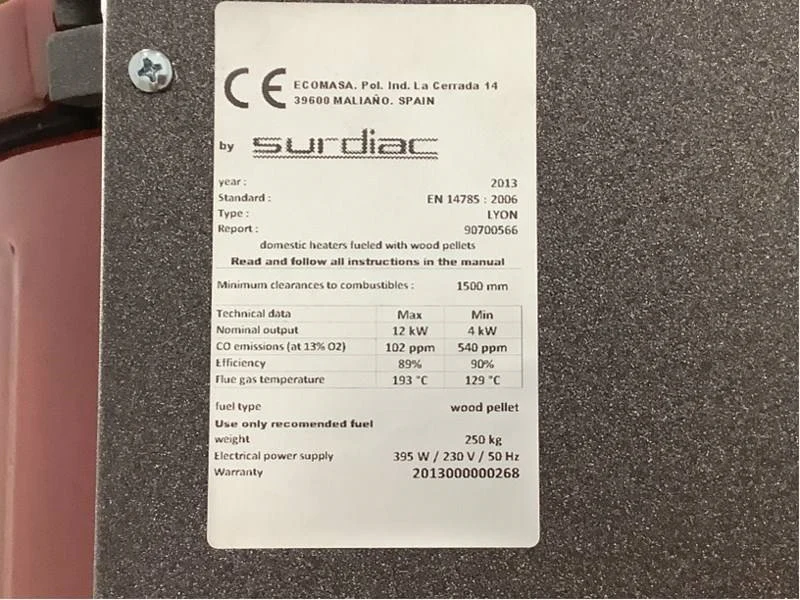 CE ECOMASA. Pol. Ind. La Cerrada 14
39600 MALIAÑO. SPAIN
by surdiac
year : 2013
Standard : EN 14785 : 2006
Type : LYON
Report : 90700566
domestic heaters fueled with wood pellets
Read and follow all instructions in the manual
Minimum clearances to combustibles : 1500 mm
Technical data Max Min
Nominal output 12 kW 4 kW
CO emissions (at 13% O2) 102 ppm 540 ppm
Efficiency 89% 90%
Flue gas temperature 193 °C 129 °C
fuel type wood pellet
Use only recomended fuel
weight 250 kg
Electrical power supply 395 W / 230 V / 50 Hz
Warranty 2013000000268